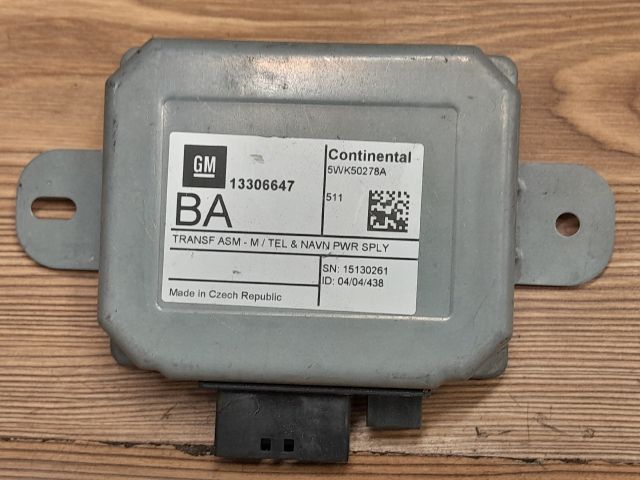 GM
13306647
BA
Continental
5WK50278A
511
TRANSF ASM - M / TEL & NAVN PWR SPLY
SN: 15130261
ID: 04/04/438
Made in Czech Republic